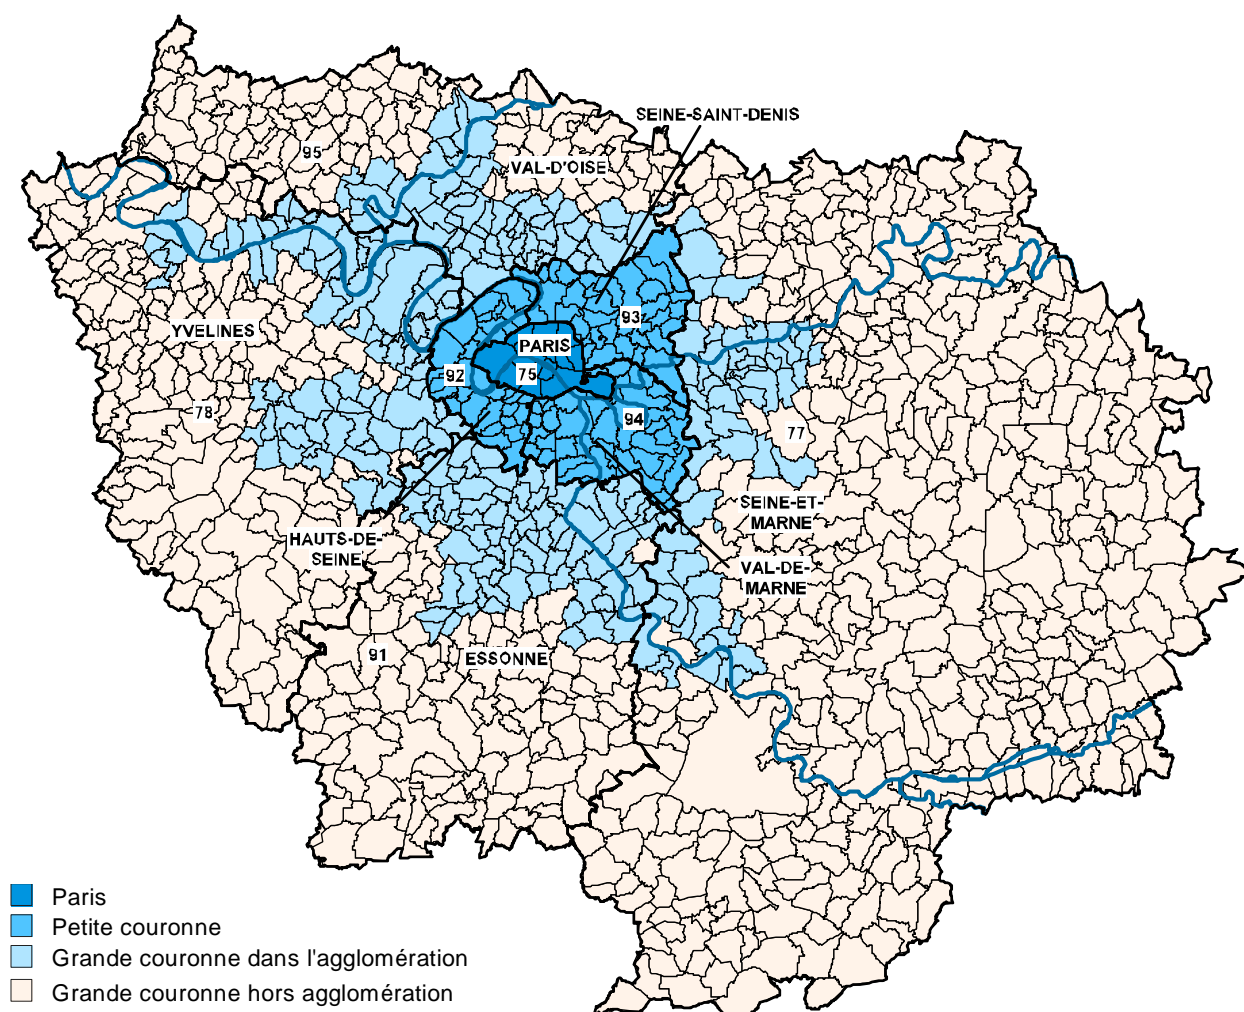 SEINE-SAINT-DENIS
95
VAL-D'OISE
93
YVELINES
PARIS
92
75
78
94
77
SEINE-ET-
MARNE
HAUTS-DE-
SEINE
VAL-DE-
MARNE
91
ESSONNE
Paris
Petite couronne
Grande couronne dans l'agglomération
Grande couronne hors agglomération